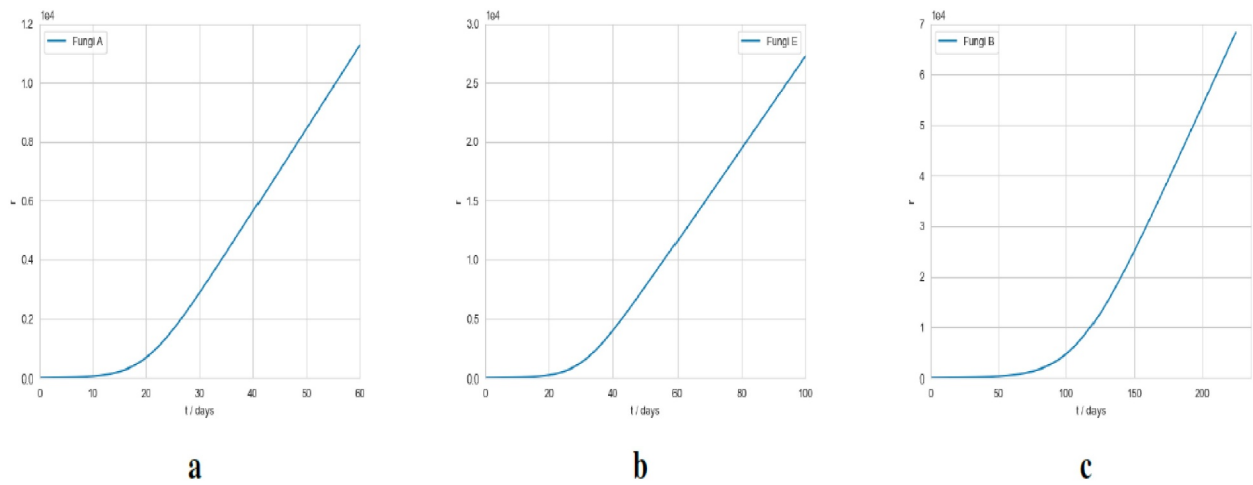 1e4
1.2
1.0
0.8
0.6
0.4
0.2
0.0
r
Fungi A
0 10 20 30 40 50 60
t / days
a
1e4
3.0
2.5
2.0
1.5
1.0
0.5
0.0
r
Fungi E
0 20 40 60 80 100
t / days
b
1e4
7
6
5
4
3
2
1
0
r
Fungi B
0 50 100 150 200
t / days
c